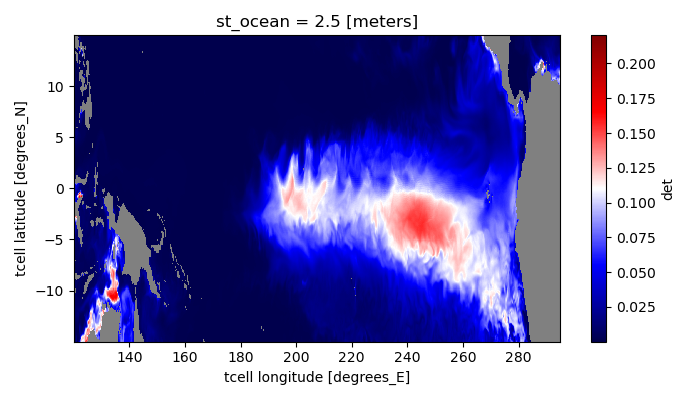 st_ocean = 2.5 [meters]
10
5
0
−5
−10
tcell latitude [degrees_N]
140 160 180 200 220 240 260 280
tcell longitude [degrees_E]
0.200
0.175
0.150
0.125
0.100
0.075
0.050
0.025
det